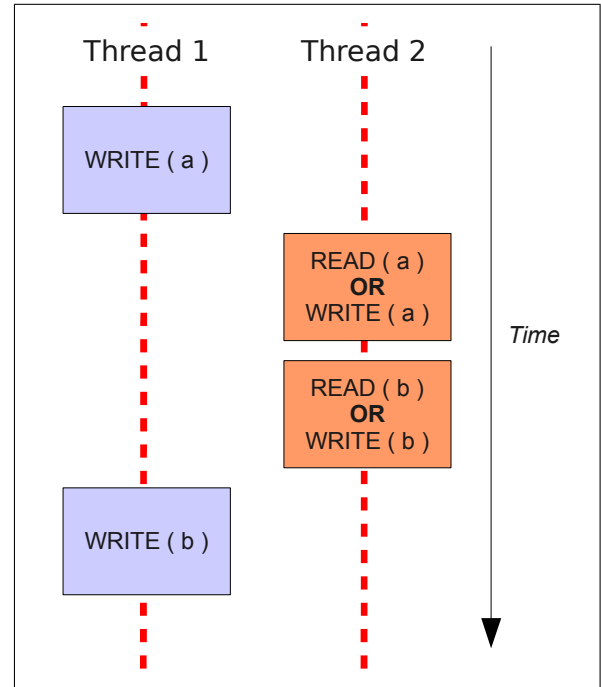 Thread 1
Thread 2
WRITE ( a )
READ ( a )
OR
WRITE ( a )
Time
READ ( b )
OR
WRITE ( b )
WRITE ( b )